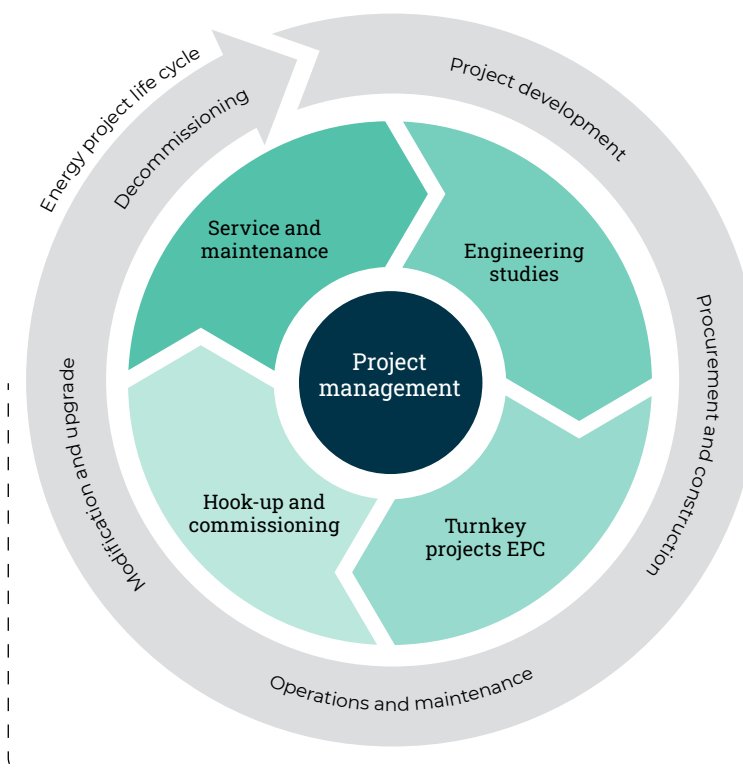 Energy project life cycle
Decommissioning
Project development
Procurement and construction
Operations and maintenance
Modification and upgrade
Service and
maintenance
Engineering
studies
Project
management
Hook-up and
commissioning
Turnkey
projects EPC